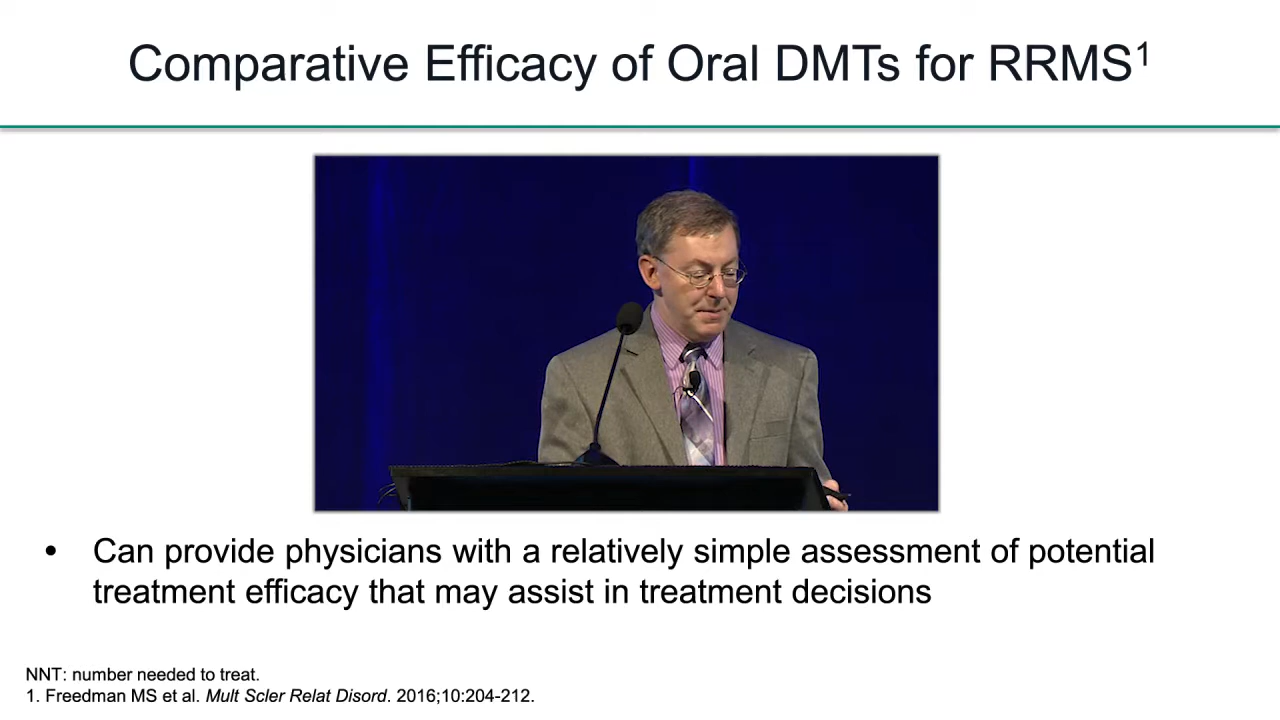 Comparative Efficacy of Oral DMTs for RRMS¹
• Can provide physicians with a relatively simple assessment of potential
treatment efficacy that may assist in treatment decisions
NNT: number needed to treat.
1. Freedman MS et al. Mult Scler Relat Disord. 2016;10:204-212.